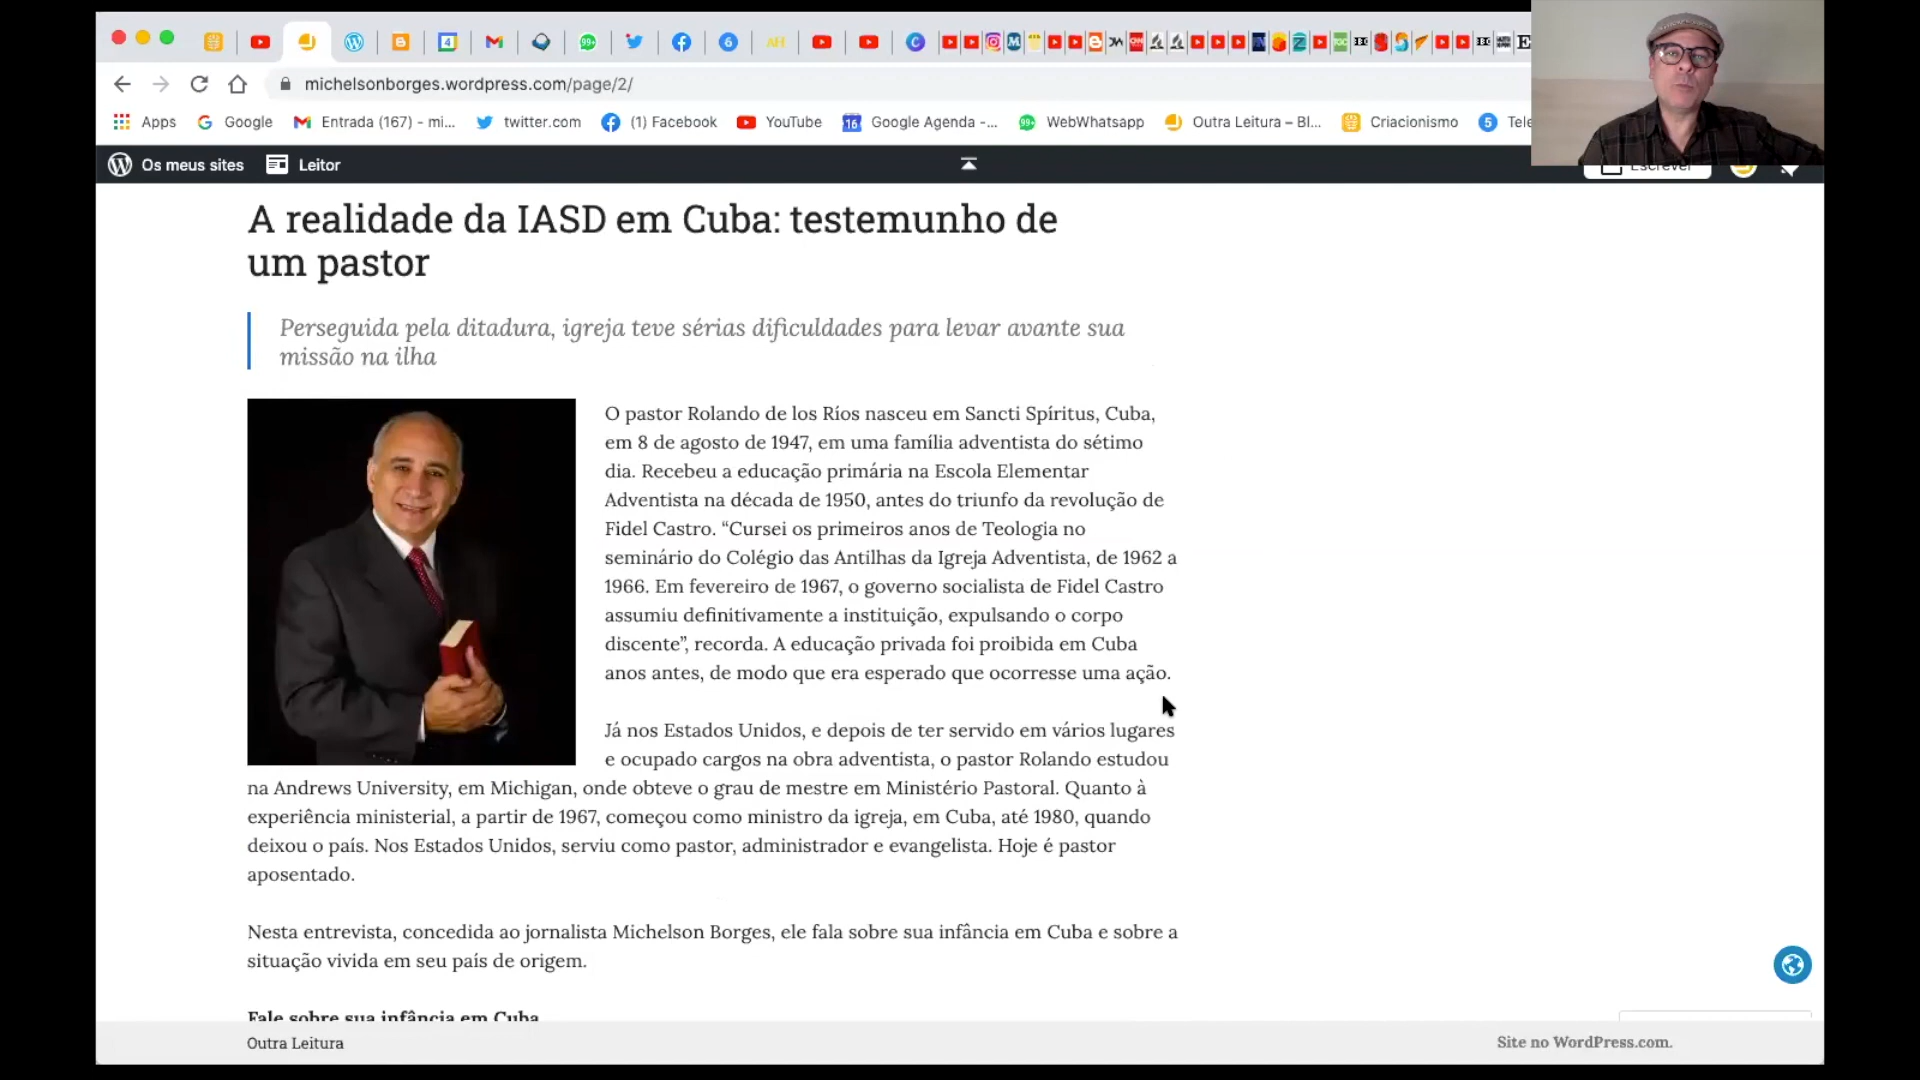 michelsonborges.wordpress.com/page/2/
Apps Google Entrada (167) - mi... twitter.com (1) Facebook YouTube 16 Google Agenda -... 99+ WebWhatsapp Outra Leitura – Bl... Criacionismo 5 Tele
Os meus sites Leitor Escrever
A realidade da IASD em Cuba: testemunho de
um pastor
Perseguida pela ditadura, igreja teve sérias dificuldades para levar avante sua
missão na ilha
O pastor Rolando de los Ríos nasceu em Sancti Spíritus, Cuba,
em 8 de agosto de 1947, em uma família adventista do sétimo
dia. Recebeu a educação primária na Escola Elementar
Adventista na década de 1950, antes do triunfo da revolução de
Fidel Castro. “Cursei os primeiros anos de Teologia no
seminário do Colégio das Antilhas da Igreja Adventista, de 1962 a
1966. Em fevereiro de 1967, o governo socialista de Fidel Castro
assumiu definitivamente a instituição, expulsando o corpo
discente”, recorda. A educação privada foi proibida em Cuba
anos antes, de modo que era esperado que ocorresse uma ação.
Já nos Estados Unidos, e depois de ter servido em vários lugares
e ocupado cargos na obra adventista, o pastor Rolando estudou
na Andrews University, em Michigan, onde obteve o grau de mestre em Ministério Pastoral. Quanto à
experiência ministerial, a partir de 1967, começou como ministro da igreja, em Cuba, até 1980, quando
deixou o país. Nos Estados Unidos, serviu como pastor, administrador e evangelista. Hoje é pastor
aposentado.
Nesta entrevista, concedida ao jornalista Michelson Borges, ele fala sobre sua infância em Cuba e sobre a
situação vivida em seu país de origem.
Fale sobre sua infância em Cuba
Outra Leitura
Site no WordPress.com.